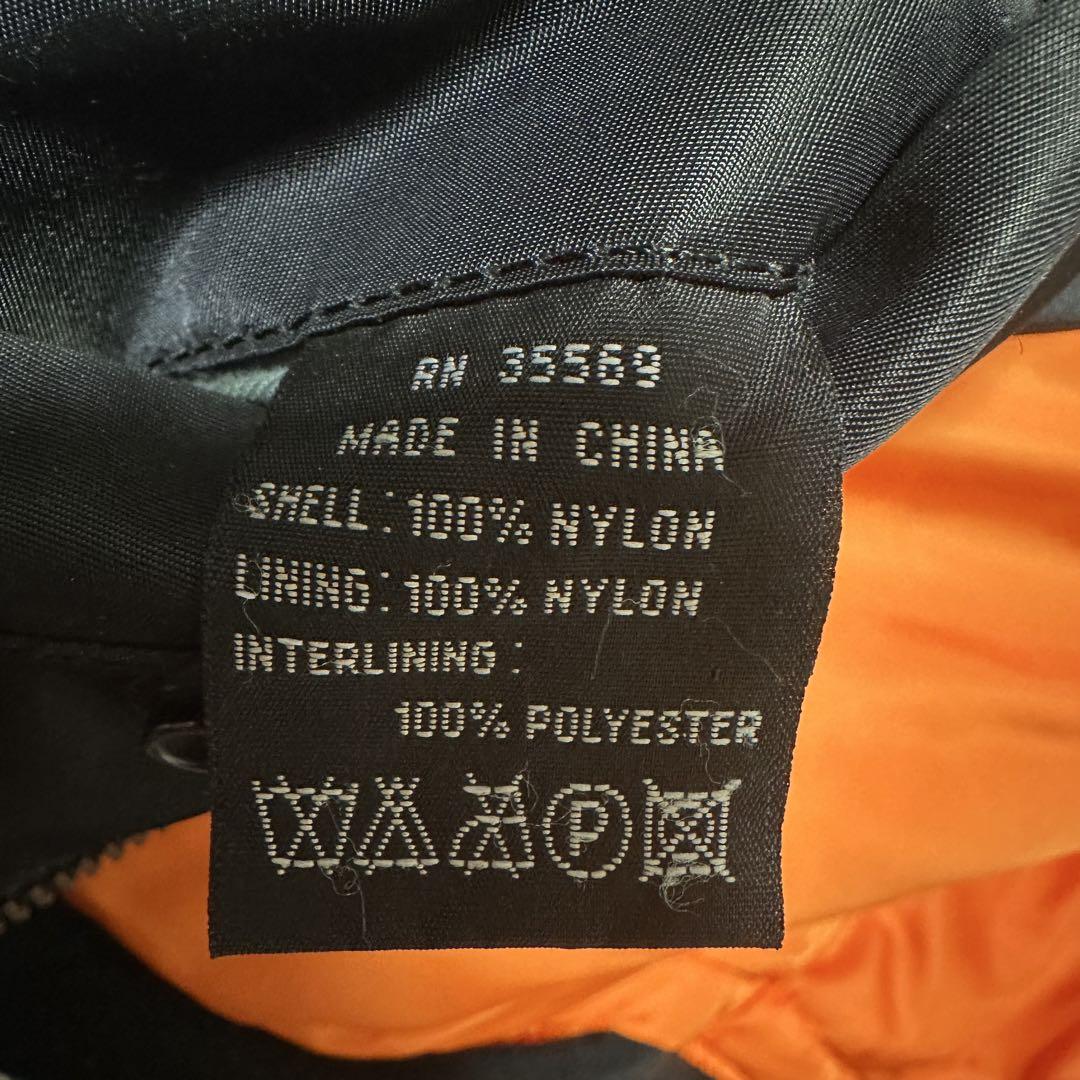 RN 35569
MADE IN CHINA
SHELL: 100% NYLON
LINING: 100% NYLON
INTERLINING:
100% POLYESTER
P